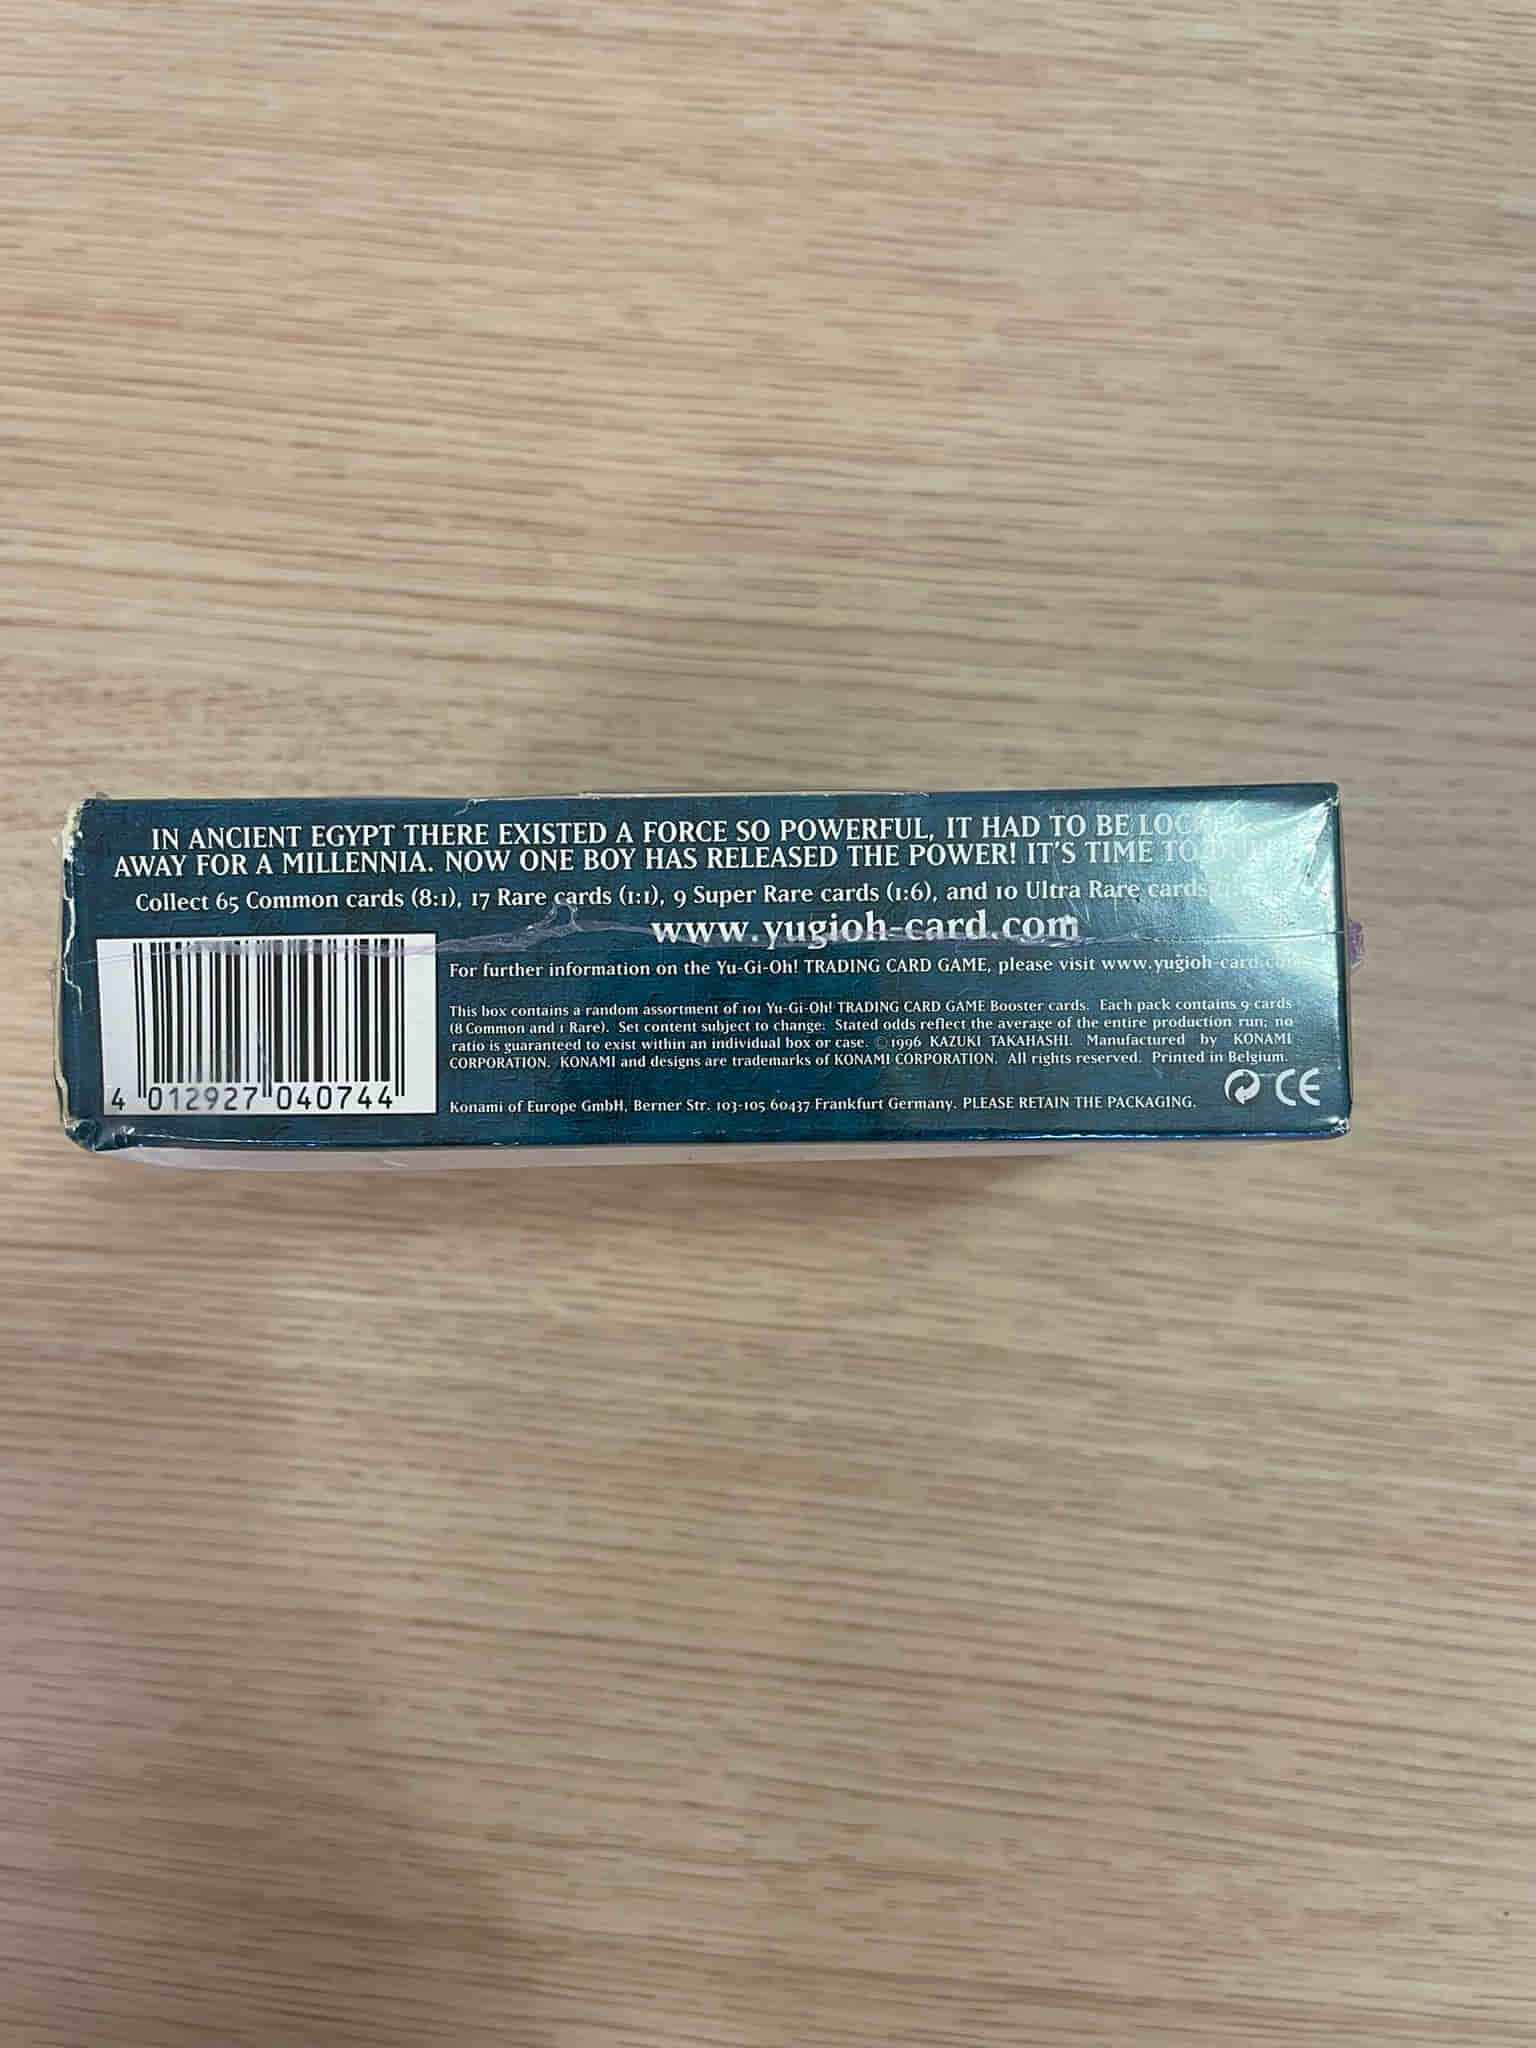 IN ANCIENT EGYPT THERE EXISTED A FORCE SO POWERFUL, IT HAD TO BE
AWAY FOR A MILLENNIA. NOW ONE BOY HAS RELEASED THE POWER! IT'S TIME TO
Collect 65 Common cards (8:1), 17 Rare cards (1:1), 9 Super Rare cards (1:6), and 10 Ultra Rare cards
www.yugioh-card.com
For further information on the Yu-Gi-Oh! TRADING CARD GAME, please visit www.yugioh-card.com
This box contains a random assortment of 101 Yu-Gi-Oh! TRADING CARD GAME Booster cards. Each pack contains 9 cards
(8 Common and 1 Rare). Set content subject to change. Stated odds reflect the average of the entire production run; no
ratio is guaranteed to exist within an individual box or case. ©1996 KAZUKI TAKAHASHI. Manufactured by KONAMI
CORPORATION. KONAMI and designs are trademarks of KONAMI CORPORATION. All rights reserved. Printed in Belgium.
Konami of Europe GmbH, Berner Str. 103-105 60437 Frankfurt Germany. PLEASE RETAIN THE PACKAGING.
CE
4 012927 040744